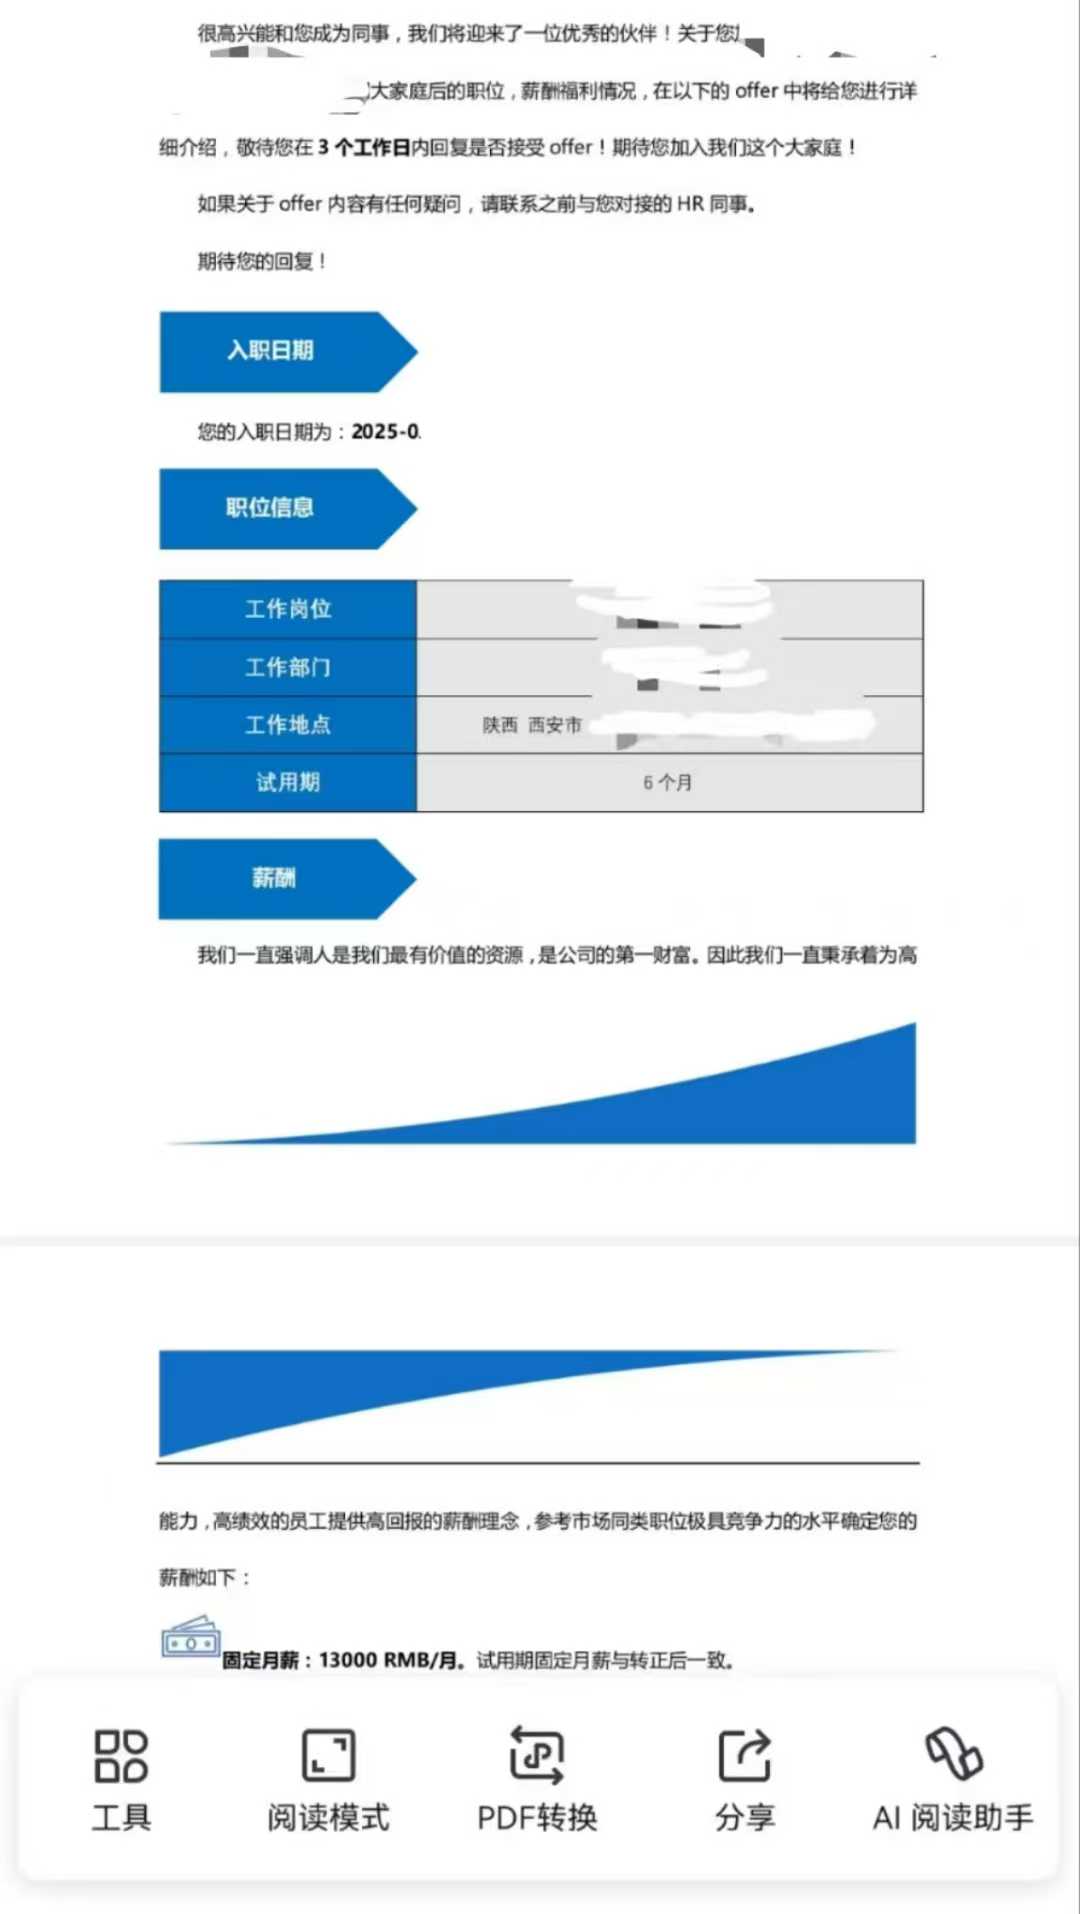 很高兴能和您成为同事，我们将迎来了一位优秀的伙伴！关于您
大家庭后的职位，薪酬福利情况，在以下的 offer 中将给您进行详
细介绍，敬待您在 3 个工作日内回复是否接受 offer！期待您加入我们这个大家庭！
如果关于 offer 内容有任何疑问，请联系之前与您对接的 HR 同事。
期待您的回复！
入职日期
您的入职日期为：2025-0
职位信息
工作岗位
工作部门
工作地点 陕西 西安市
试用期 6 个月
薪酬
我们一直强调人是我们最有价值的资源，是公司的第一财富。因此我们一直秉承着为高
能力，高绩效的员工提供高回报的薪酬理念，参考市场同类职位极具竞争力的水平确定您的
薪酬如下：
固定月薪：13000 RMB/月。试用期固定月薪与转正后一致。
工具 阅读模式 PDF转换 分享 AI 阅读助手